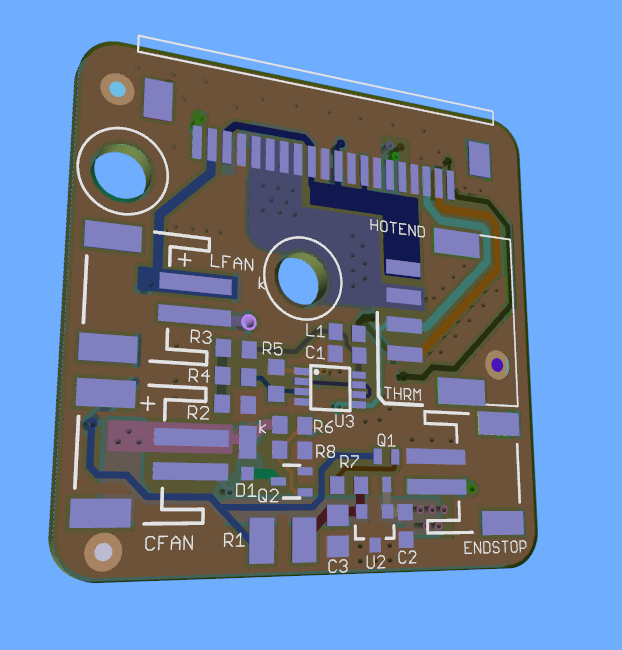 HOTEND
+ LFAN
k
L1
R3
C1
R5
R4
THRM
+
R2
U3
k
R6
Q1
R8
R7
D1
Q2
CFAN
R1
ENDSTOP
C3
U2
C2